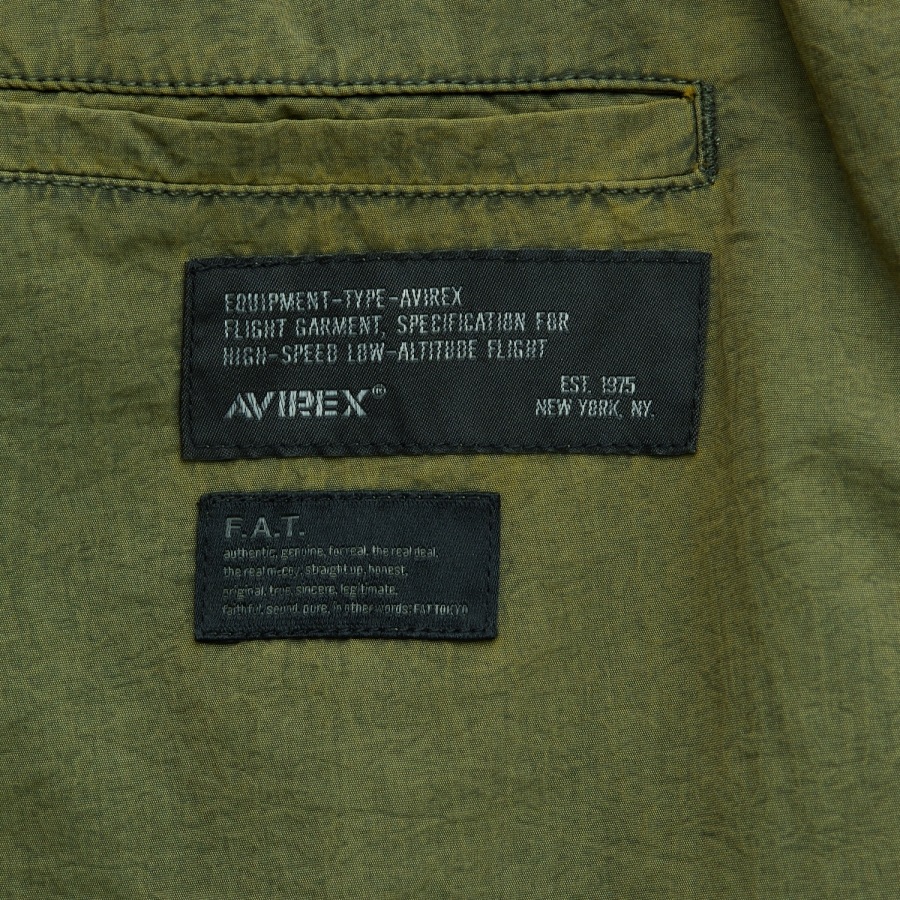 EQUIPMENT-TYPE-AVIREX
FLIGHT GARMENT, SPECIFICATION FOR
HIGH-SPEED LOW-ALTITUDE FLIGHT
AVIREX®
EST. 1975
NEW YORK, NY.
F.A.T.
authentic, genuine, for real, the real deal,
the real m-coy, straight up, honest,
original, true, sincere, legitimate,
faithful, sound, pure, in other words: FAT TOKYO